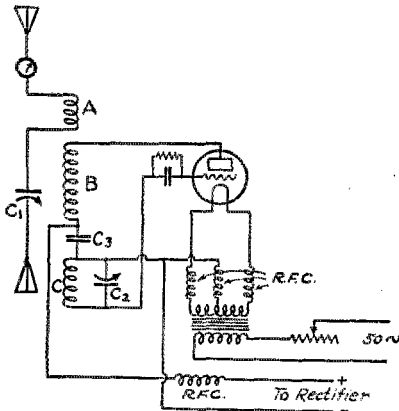 A
B
C1
C3
C
C2
R.F.C.
50~
R.F.C.
+
To Rectifier
-